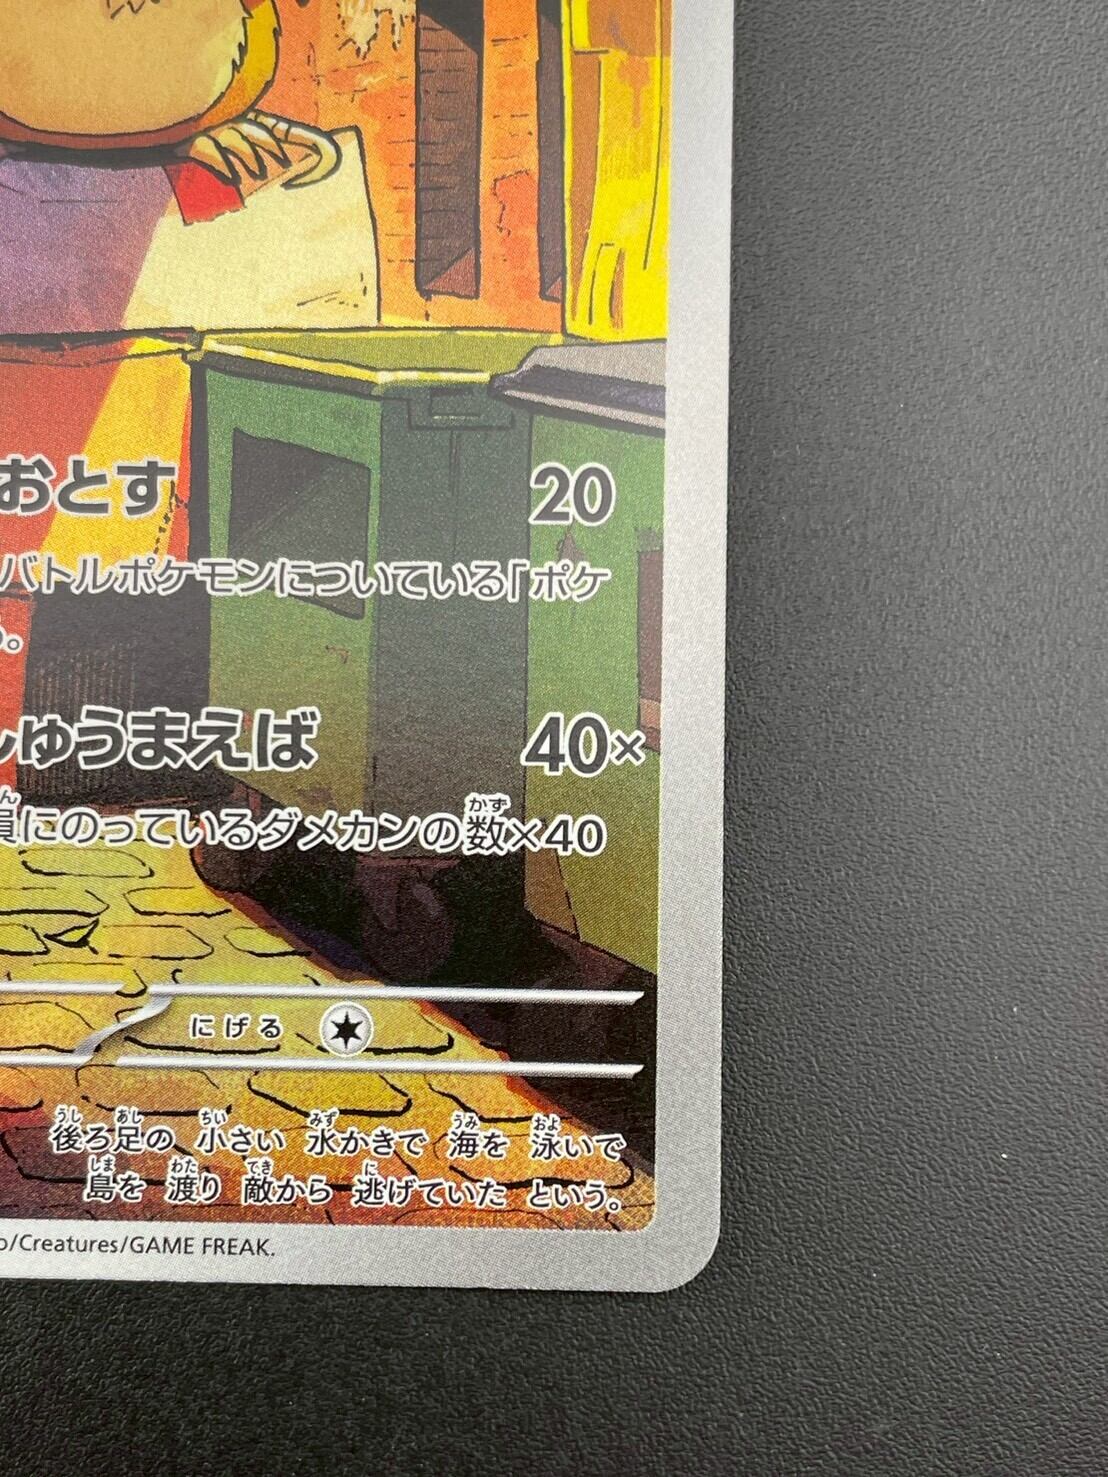 おとす 20
バトルポケモンについている「ポケ
。
しゅうまえば 40×
員にのっているダメカンの数×40
にげる
後ろ足の 小さい 水かきで 海を 泳いで
島を 渡り 敵から 逃げていた という。
o/Creatures/GAME FREAK.